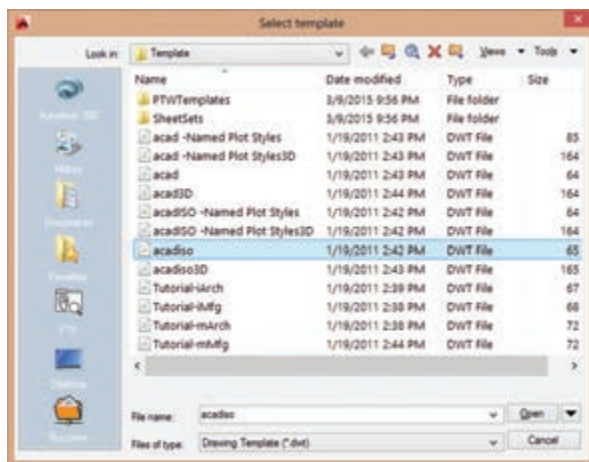 Select template
Look in: Template Views Tools
Name Date modified Type Size
PTWTemplates 3/9/2015 9:56 PM File folder
SheetSets 3/9/2015 9:56 PM File folder
acad -Named Plot Styles 1/19/2011 2:43 PM DWT File 85
acad -Named Plot Styles3D 1/19/2011 2:43 PM DWT File 164
acad 1/19/2011 2:43 PM DWT File 64
acad3D 1/19/2011 2:44 PM DWT File 164
acadISO -Named Plot Styles 1/19/2011 2:42 PM DWT File 64
acadISO -Named Plot Styles3D 1/19/2011 2:42 PM DWT File 164
acadiso 1/19/2011 2:42 PM DWT File 65
acadiso3D 1/19/2011 2:43 PM DWT File 165
Tutorial-iArch 1/19/2011 2:39 PM DWT File 67
Tutorial-iMfg 1/19/2011 2:38 PM DWT File 68
Tutorial-mArch 1/19/2011 2:38 PM DWT File 72
Tutorial-mMfg 1/19/2011 2:44 PM DWT File 72
History
Favorites
FTP
Desktop
File name: acadiso Open
Files of type: Drawing Template (*.dwt) Cancel